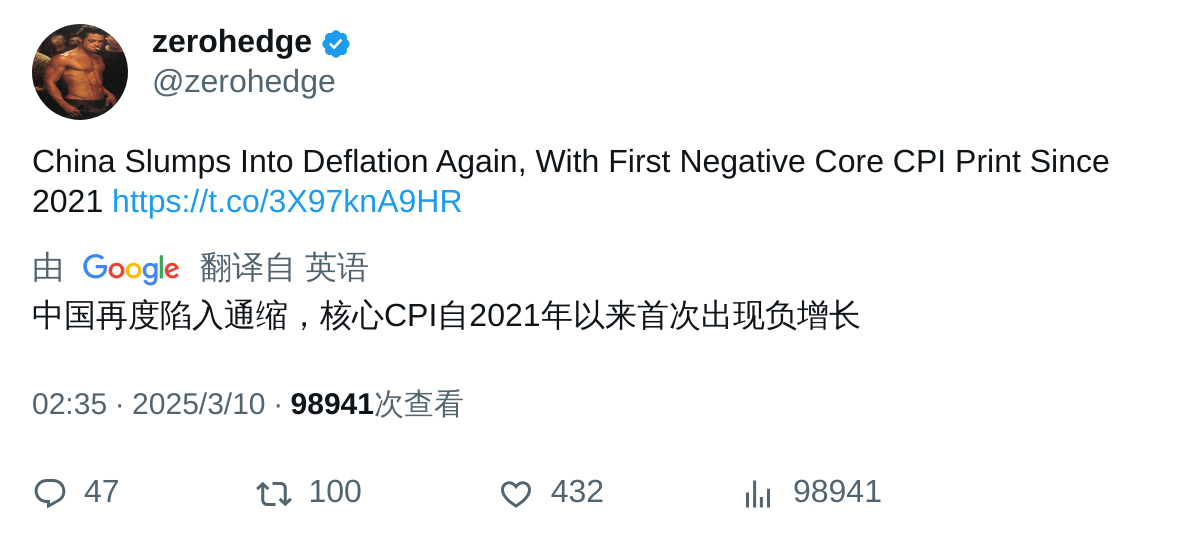 zerohedge
@zerohedge
China Slumps Into Deflation Again, With First Negative Core CPI Print Since
2021 https://t.co/3X97knA9HR
由 Google 翻译自 英语
中国再度陷入通缩，核心CPI自2021年以来首次出现负增长
02:35 · 2025/3/10 · 98941次查看
47 100 432 98941